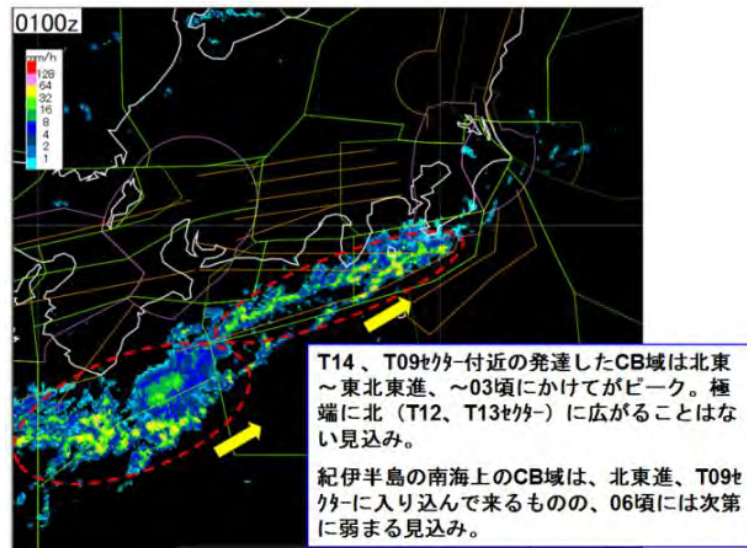 0100z
mm/h
128
64
32
16
8
4
2
1
T14 、T09ｾｸﾀｰ付近の発達したCB域は北東
～東北東進、～03頃にかけてがピーク。極
端に北（T12、T13ｾｸﾀｰ）に広がることはな
い見込み。
紀伊半島の南海上のCB域は、北東進、T09ｾ
ｸﾀｰに入り込んで来るものの、06頃には次第
に弱まる見込み。